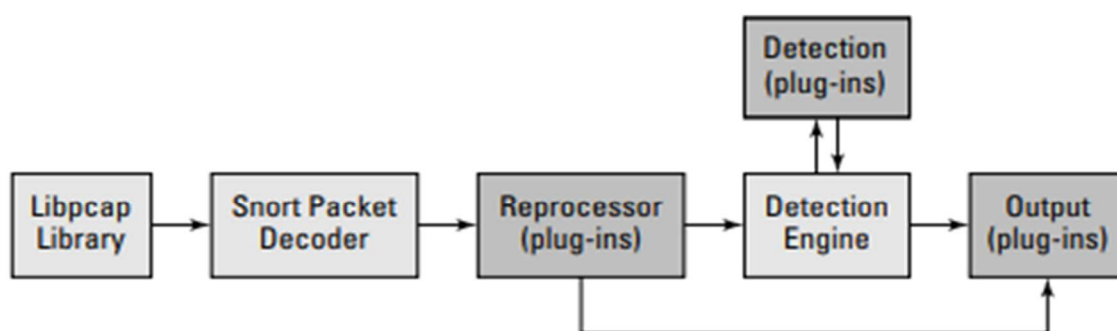 Detection
(plug-ins)
Libpcap
Library
Snort Packet
Decoder
Reprocessor
(plug-ins)
Detection
Engine
Output
(plug-ins)